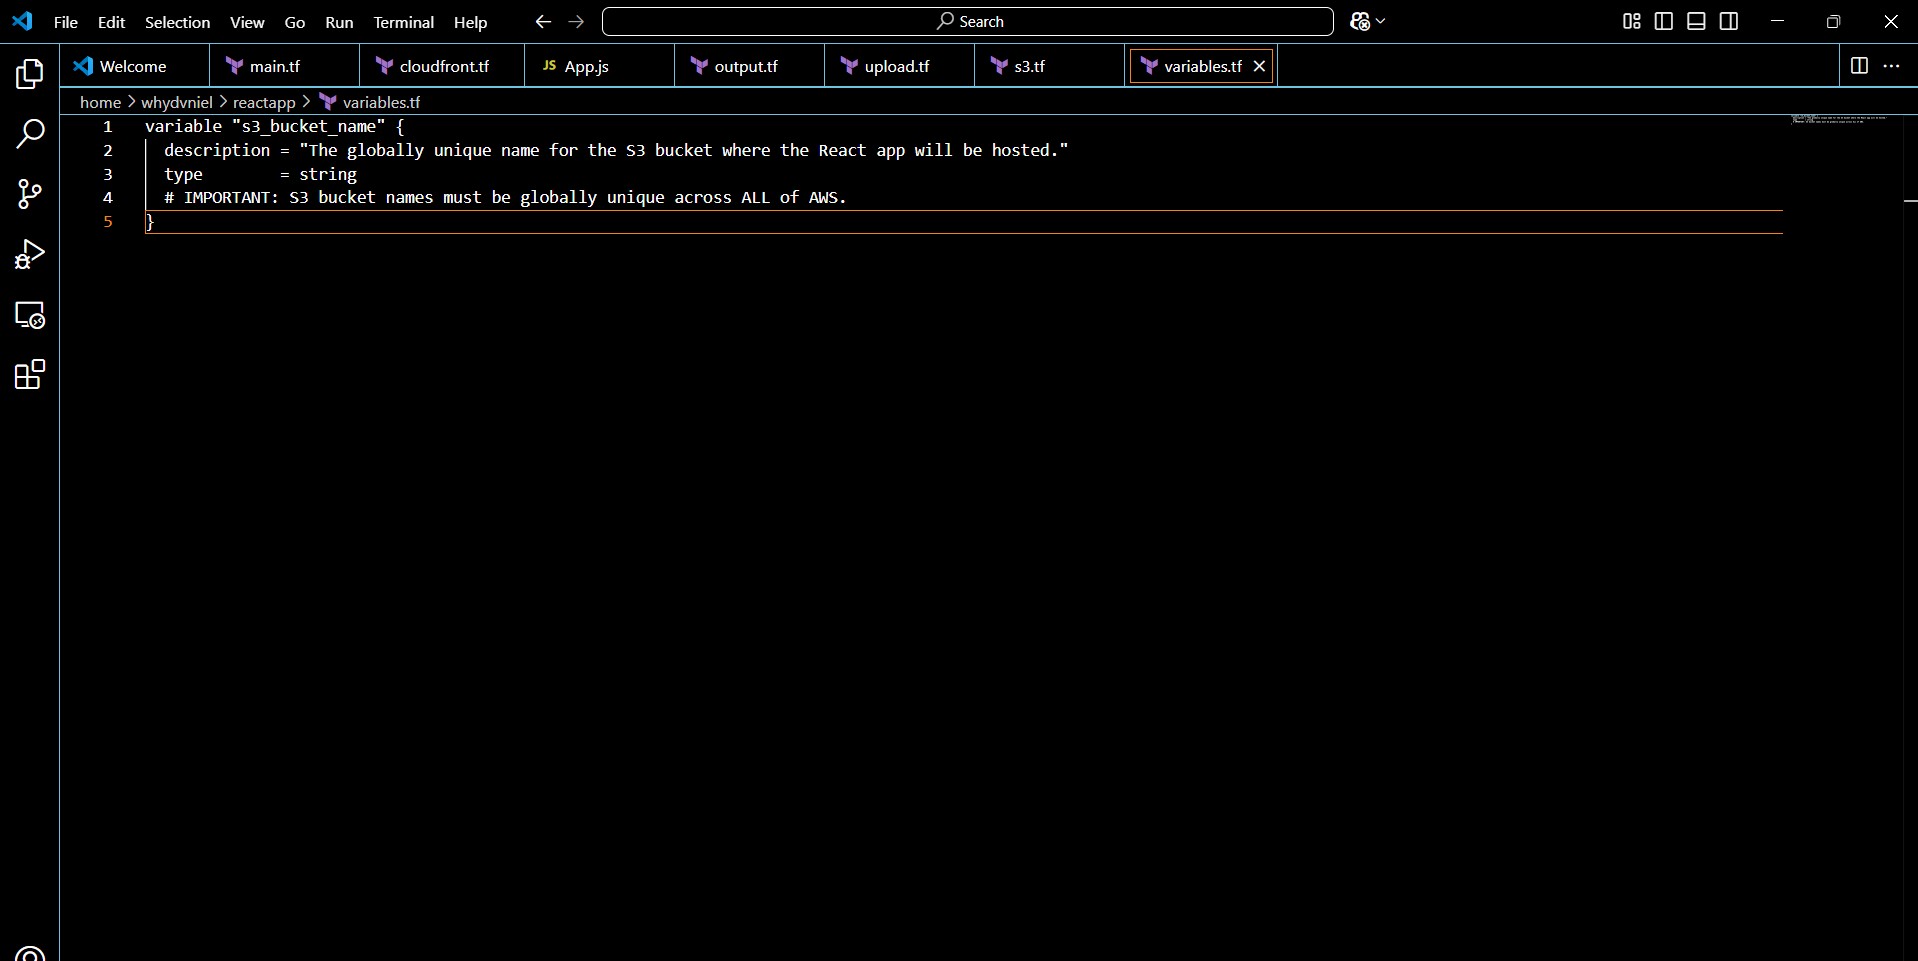 File Edit Selection View Go Run Terminal Help Search
Welcome main.tf cloudfront.tf JS App.js output.tf upload.tf s3.tf variables.tf
home > whydvniel > reactapp > variables.tf
1 variable "s3_bucket_name" {
2 description = "The globally unique name for the S3 bucket where the React app will be hosted."
3 type = string
4 # IMPORTANT: S3 bucket names must be globally unique across ALL of AWS.
5 }